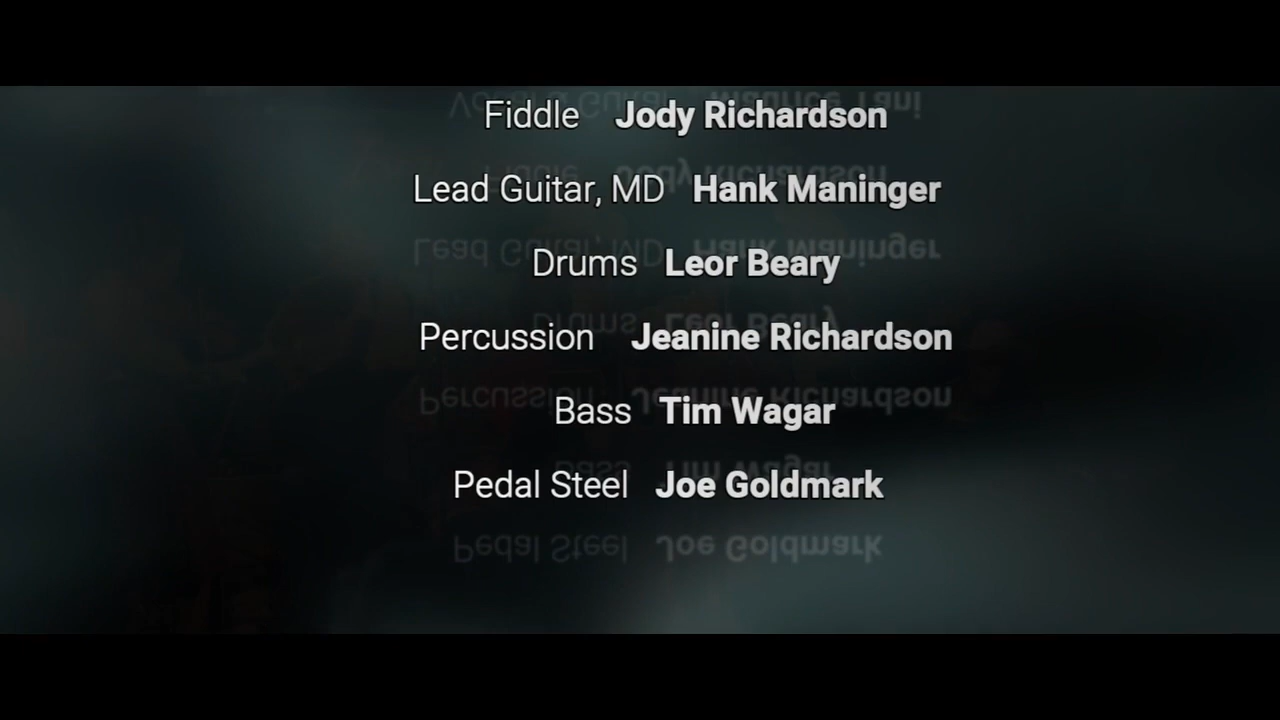 Fiddle Jody Richardson
Lead Guitar, MD Hank Maninger
Drums Leor Beary
Percussion Jeanine Richardson
Bass Tim Wagar
Pedal Steel Joe Goldmark